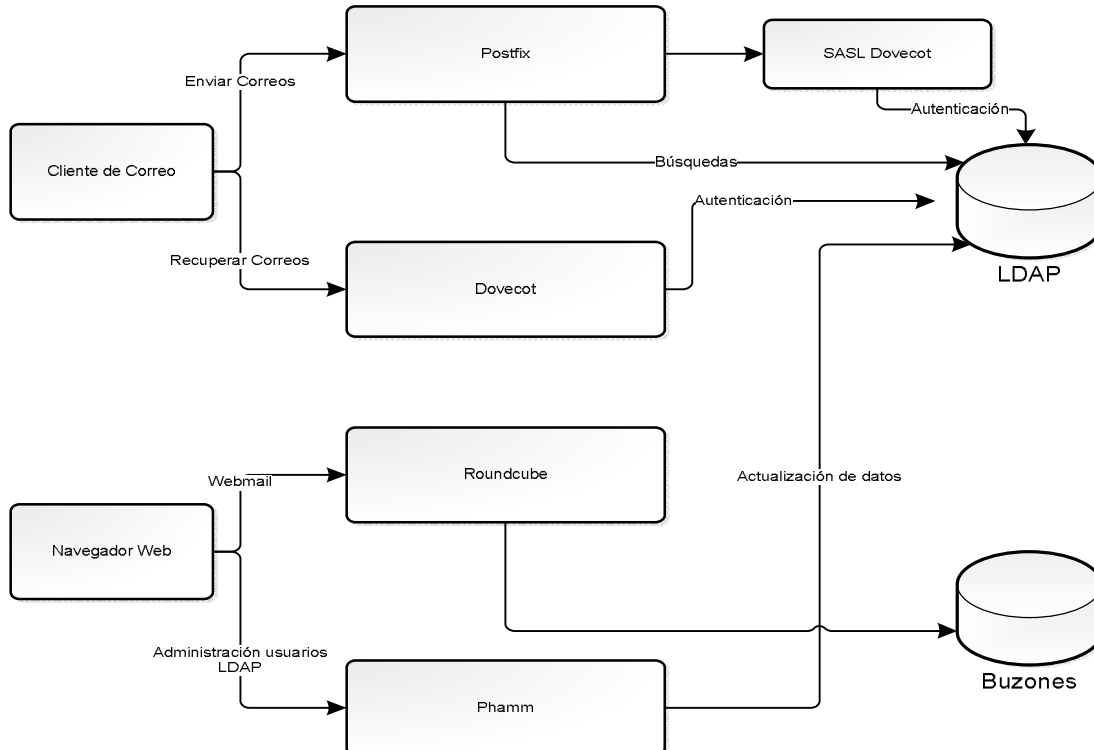 Postfix
SASL Dovecot
Enviar Correos
Autenticación
Cliente de Correo
Búsquedas
Autenticación
Recuperar Correos
LDAP
Dovecot
Roundcube
Webmail
Actualización de datos
Navegador Web
Administración usuarios
LDAP
Buzones
Phamm